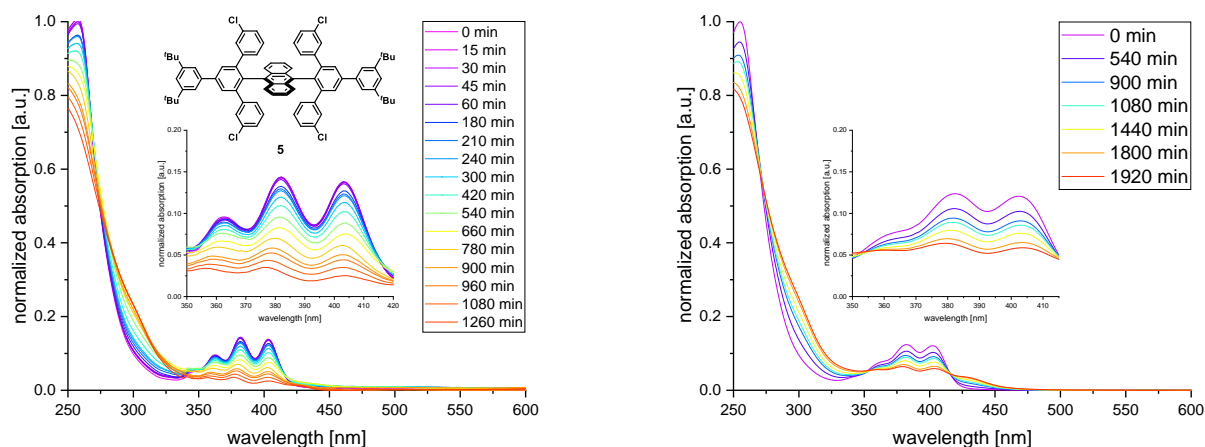 normalized absorption [a.u.]
1.0
0.8
0.6
0.4
0.2
0.0
250 300 350 400 450 500 550 600
wavelength [nm]
Cl Cl
tBu tBu
tBu tBu
Cl Cl
5
normalized absorption [a.u.]
0.20
0.15
0.10
0.05
0.00
350 360 370 380 390 400 410 420
wavelength [nm]
0 min
15 min
30 min
45 min
60 min
180 min
210 min
240 min
300 min
420 min
540 min
660 min
780 min
900 min
960 min
1080 min
1260 min
normalized absorption [a.u.]
1.0
0.8
0.6
0.4
0.2
0.0
250 300 350 400 450 500 550 600
wavelength [nm]
normalized absorption [a.u.]
0.20
0.15
0.10
0.05
0.00
350 360 370 380 390 400 410
wavelength [nm]
0 min
540 min
900 min
1080 min
1440 min
1800 min
1920 min